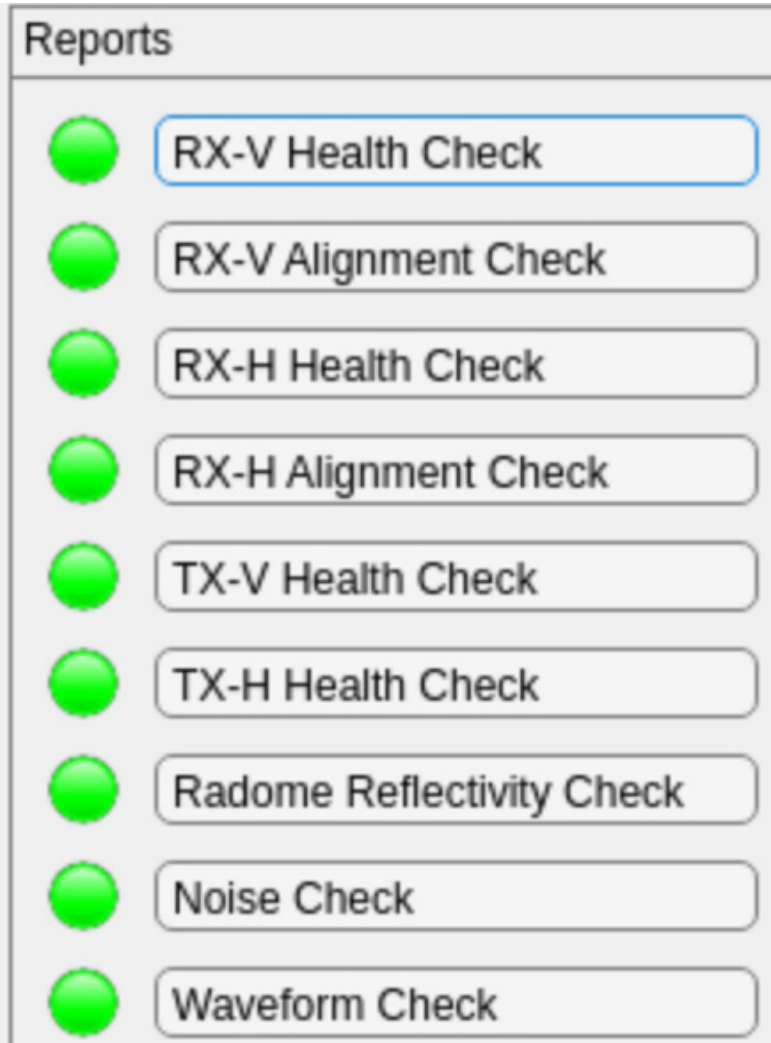 Reports
RX-V Health Check
RX-V Alignment Check
RX-H Health Check
RX-H Alignment Check
TX-V Health Check
TX-H Health Check
Radome Reflectivity Check
Noise Check
Waveform Check